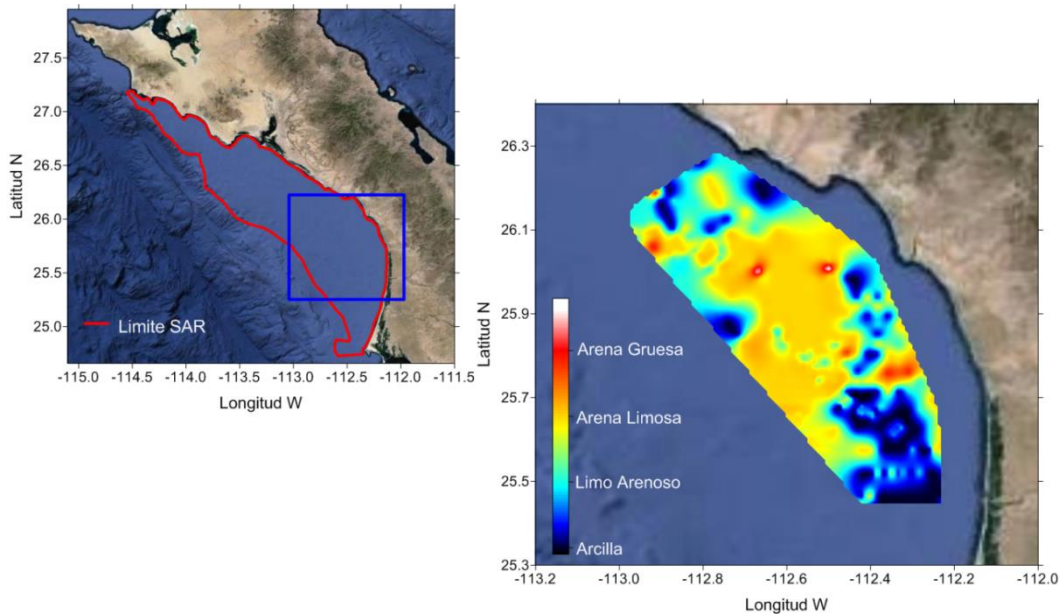 27.5
27.0
26.5
26.0
25.5
25.0
Latitud N
Limite SAR
-115.0 -114.5 -114.0 -113.5 -113.0 -112.5 -112.0 -111.5
Longitud W
26.3
26.1
25.9
25.7
25.5
25.3
Latitud N
Arena Gruesa
Arena Limosa
Limo Arenoso
Arcilla
-113.2 -113.0 -112.8 -112.6 -112.4 -112.2 -112.0
Longitud W